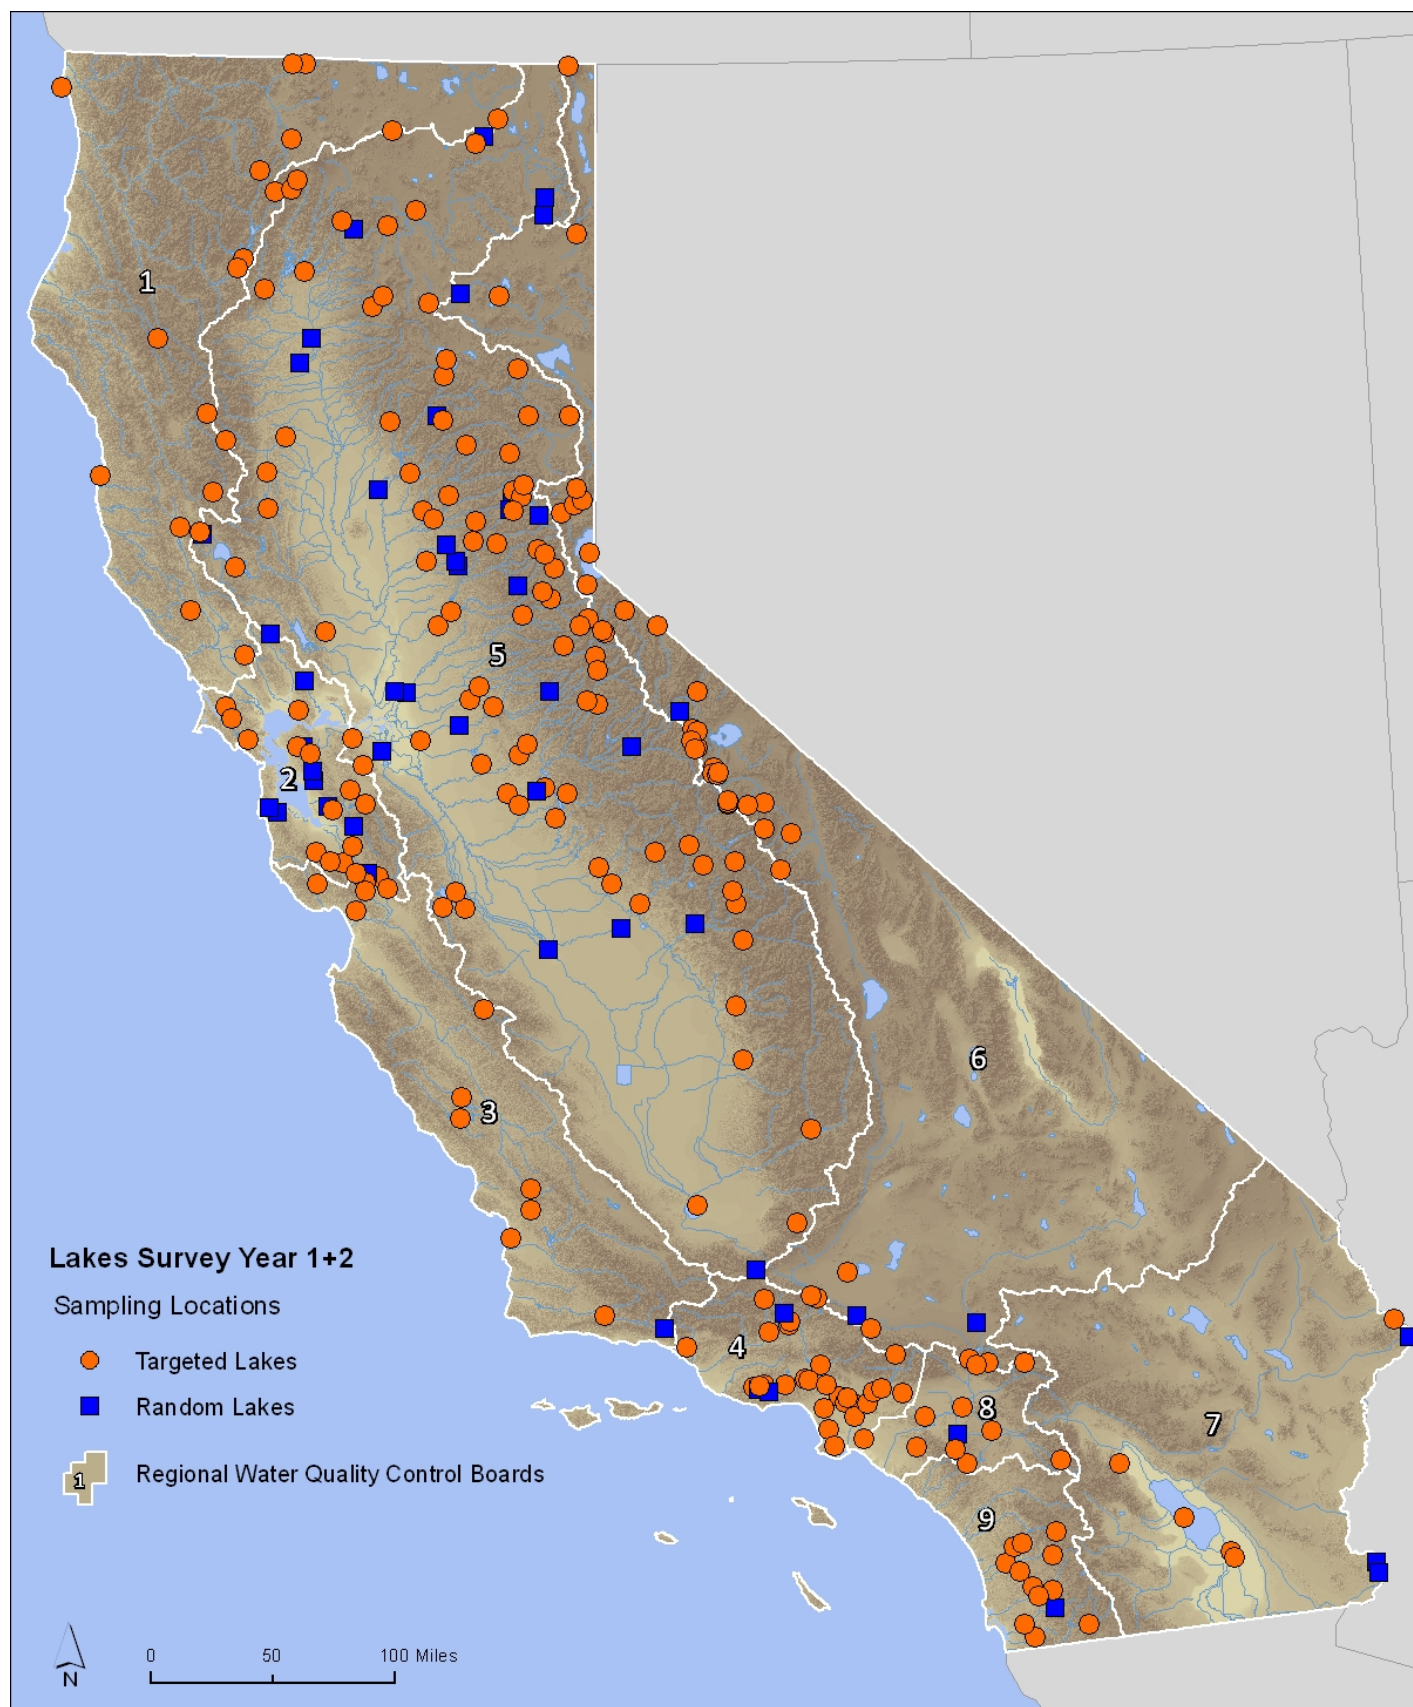 1
5
2
6
3
Lakes Survey Year 1+2
Sampling Locations
4
Targeted Lakes
Random Lakes
8
7
1
Regional Water Quality Control Boards
9
N
0 50 100 Miles